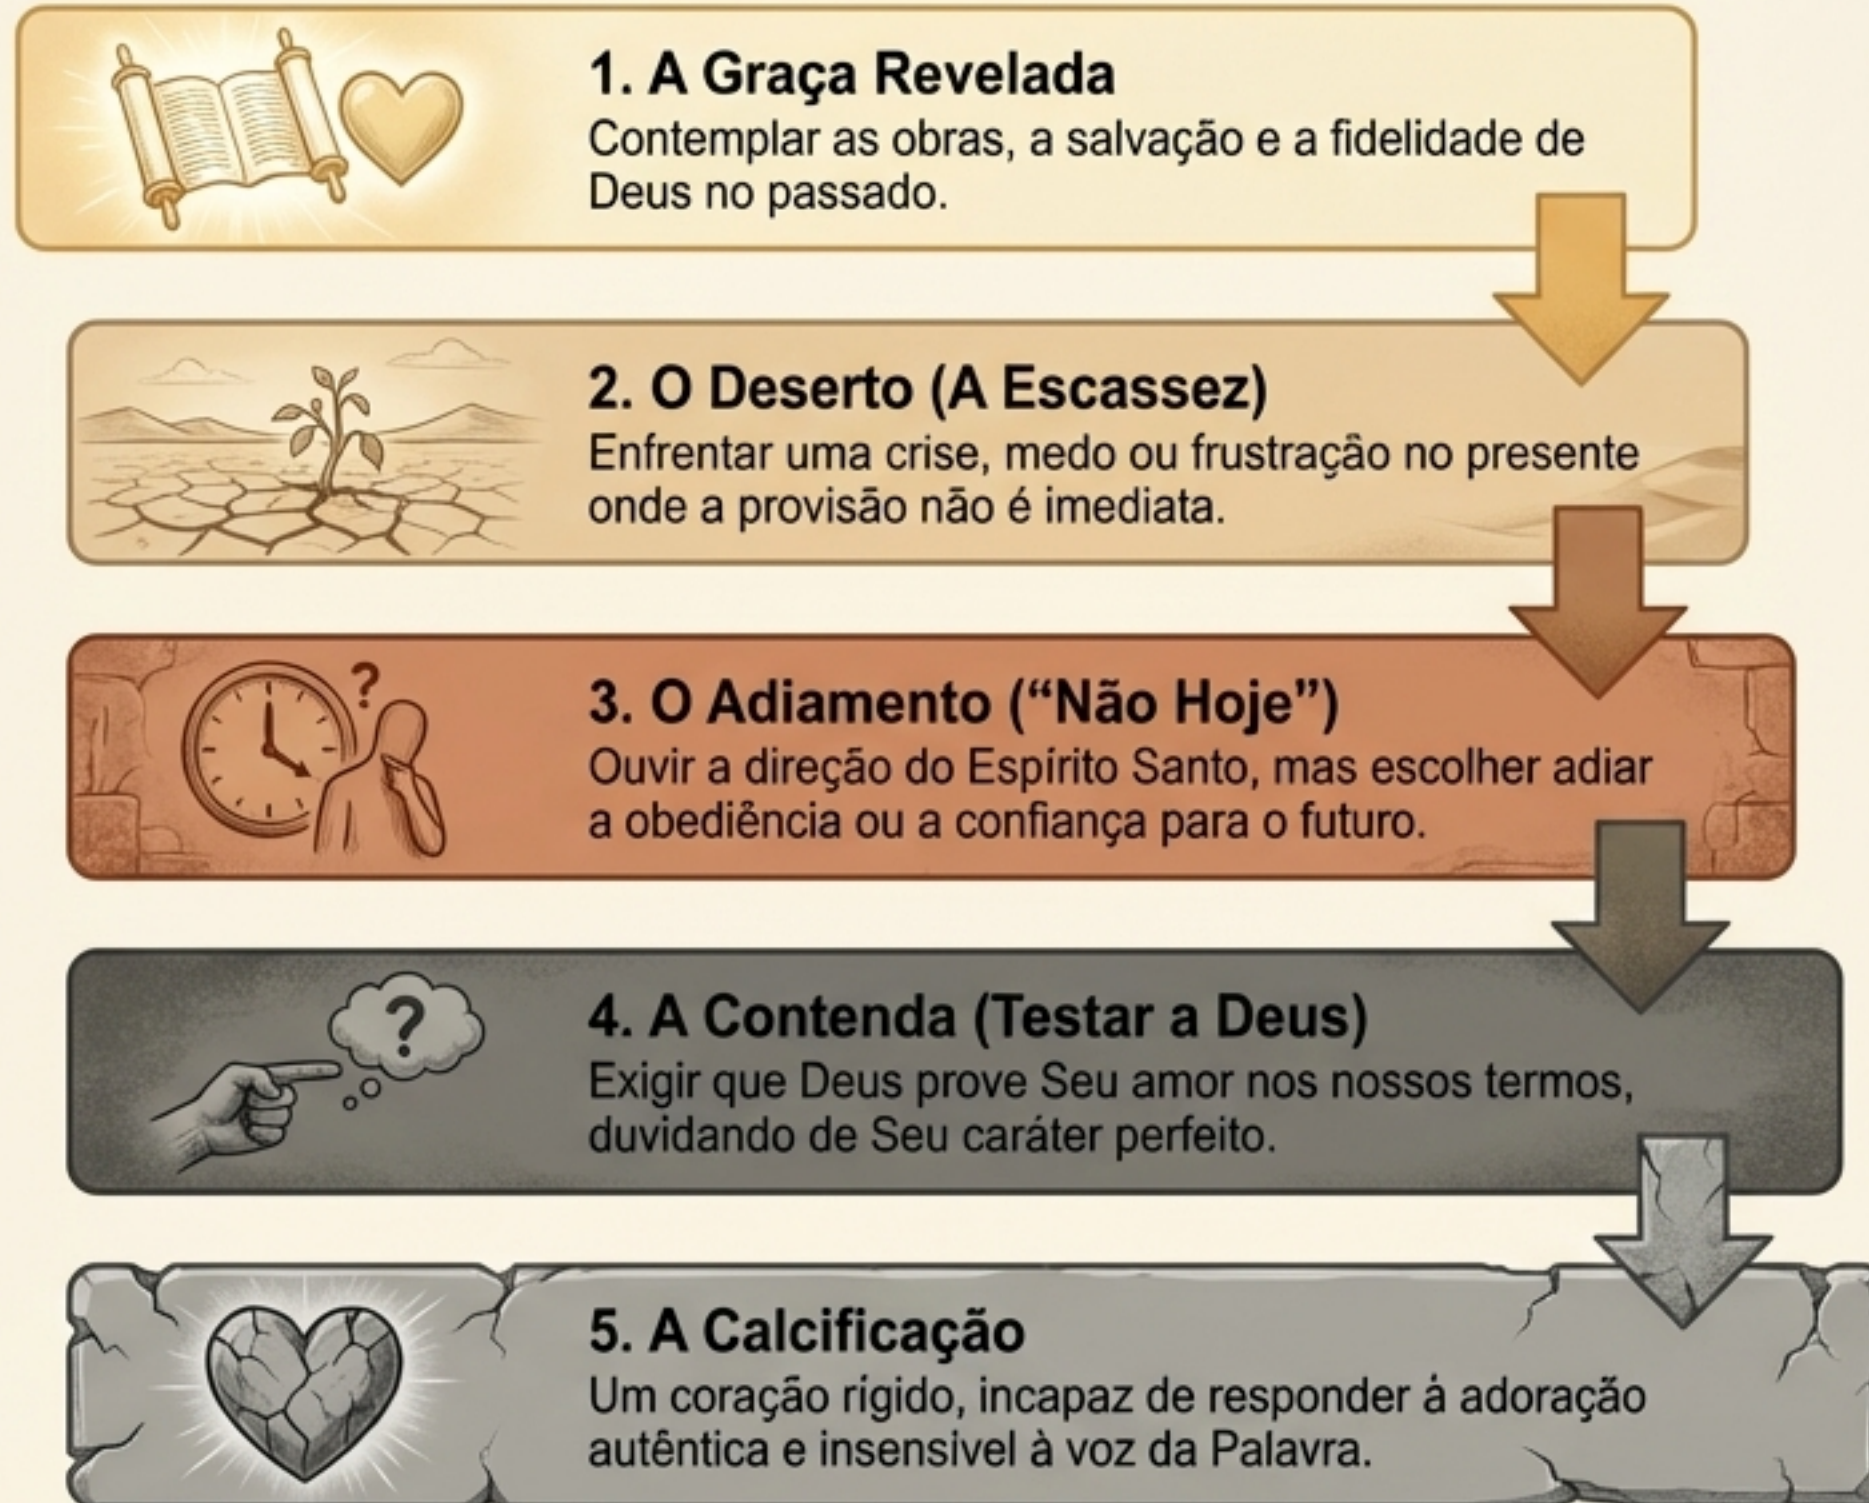 1. A Graça Revelada
Contemplar as obras, a salvação e a fidelidade de
Deus no passado.
2. O Deserto (A Escassez)
Enfrentar uma crise, medo ou frustração no presente
onde a provisão não é imediata.
?
3. O Adiamento (“Não Hoje”)
Ouvir a direção do Espírito Santo, mas escolher adiar
a obediência ou a confiança para o futuro.
?
4. A Contenda (Testar a Deus)
Exigir que Deus prove Seu amor nos nossos termos,
duvidando de Seu caráter perfeito.
5. A Calcificação
Um coração rígido, incapaz de responder à adoração
autêntica e insensível à voz da Palavra.